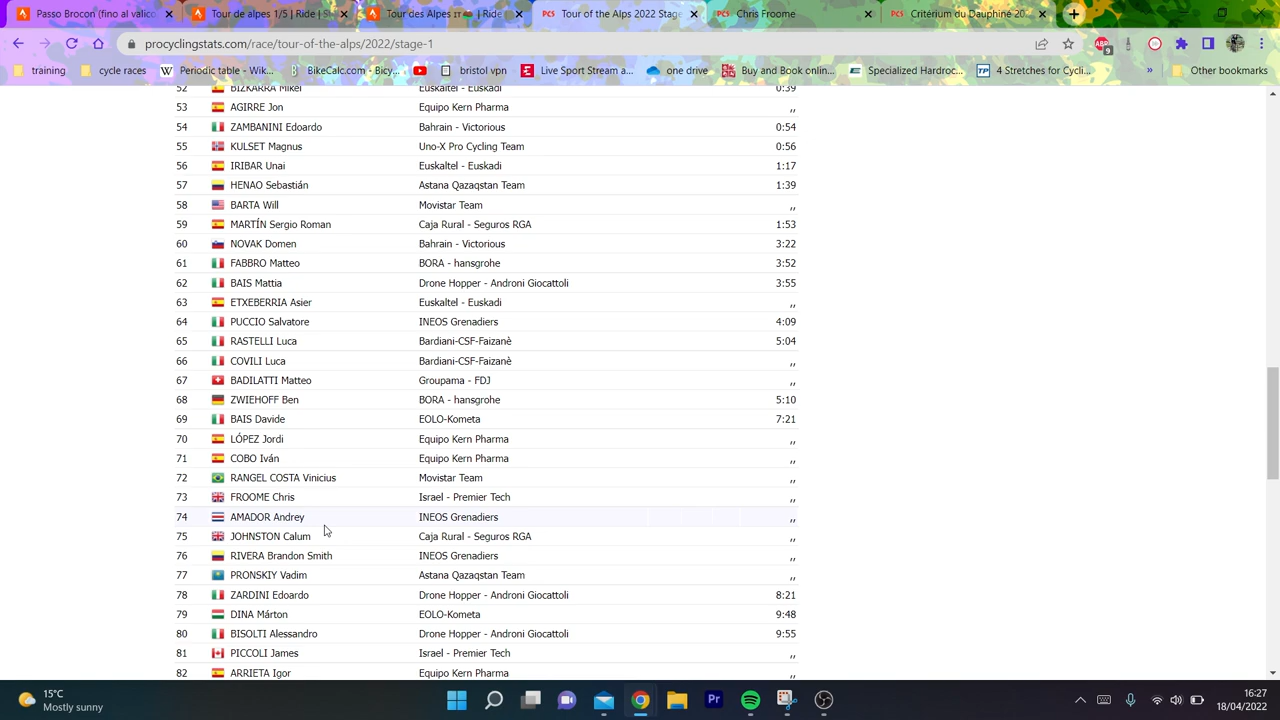 Passo Brocon (fino al valico
Tour de alpes 1/5 | Ride | S
Tour des Alpes IT | Ride
Tour of the Alps 2022 Stage
Chris Froome
Critérium du Dauphiné 20
procyclingstats.com/race/tour-of-the-alps/2022/stage-1
9
training
cycle races
Periodic table - Wik...
BikeCalc.com - Bicy...
bristol vpn
Live Sport Stream a...
one drive
Buy and Book onlin...
Specialized Hardroc...
4 Stretches for Cycli...
»
Other bookmarks
52 BIZKARRA Mikel Euskaltel - Euskadi 0:39
53 AGIRRE Jon Equipo Kern Pharma ,,
54 ZAMBANINI Edoardo Bahrain - Victorious 0:54
55 KULSET Magnus Uno-X Pro Cycling Team 0:56
56 IRIBAR Unai Euskaltel - Euskadi 1:17
57 HENAO Sebastián Astana Qazaqstan Team 1:39
58 BARTA Will Movistar Team ,,
59 MARTÍN Sergio Roman Caja Rural - Seguros RGA 1:53
60 NOVAK Domen Bahrain - Victorious 3:22
61 FABBRO Matteo BORA - hansgrohe 3:52
62 BAIS Mattia Drone Hopper - Androni Giocattoli 3:55
63 ETXEBERRIA Asier Euskaltel - Euskadi ,,
64 PUCCIO Salvatore INEOS Grenadiers 4:09
65 RASTELLI Luca Bardiani-CSF-Faizanè 5:04
66 COVILI Luca Bardiani-CSF-Faizanè ,,
67 BADILATTI Matteo Groupama - FDJ ,,
68 ZWIEHOFF Ben BORA - hansgrohe 5:10
69 BAIS Davide EOLO-Kometa 7:21
70 LÓPEZ Jordi Equipo Kern Pharma ,,
71 COBO Iván Equipo Kern Pharma ,,
72 RANGEL COSTA Vinicius Movistar Team ,,
73 FROOME Chris Israel - Premier Tech ,,
74 AMADOR Andrey INEOS Grenadiers ,,
75 JOHNSTON Calum Caja Rural - Seguros RGA ,,
76 RIVERA Brandon Smith INEOS Grenadiers ,,
77 PRONSKIY Vadim Astana Qazaqstan Team ,,
78 ZARDINI Edoardo Drone Hopper - Androni Giocattoli 8:21
79 DINA Márton EOLO-Kometa 9:48
80 BISOLTI Alessandro Drone Hopper - Androni Giocattoli 9:55
81 PICCOLI James Israel - Premier Tech ,,
82 ARRIETA Igor Equipo Kern Pharma ,,
15°C
Mostly sunny
16:27
18/04/2022